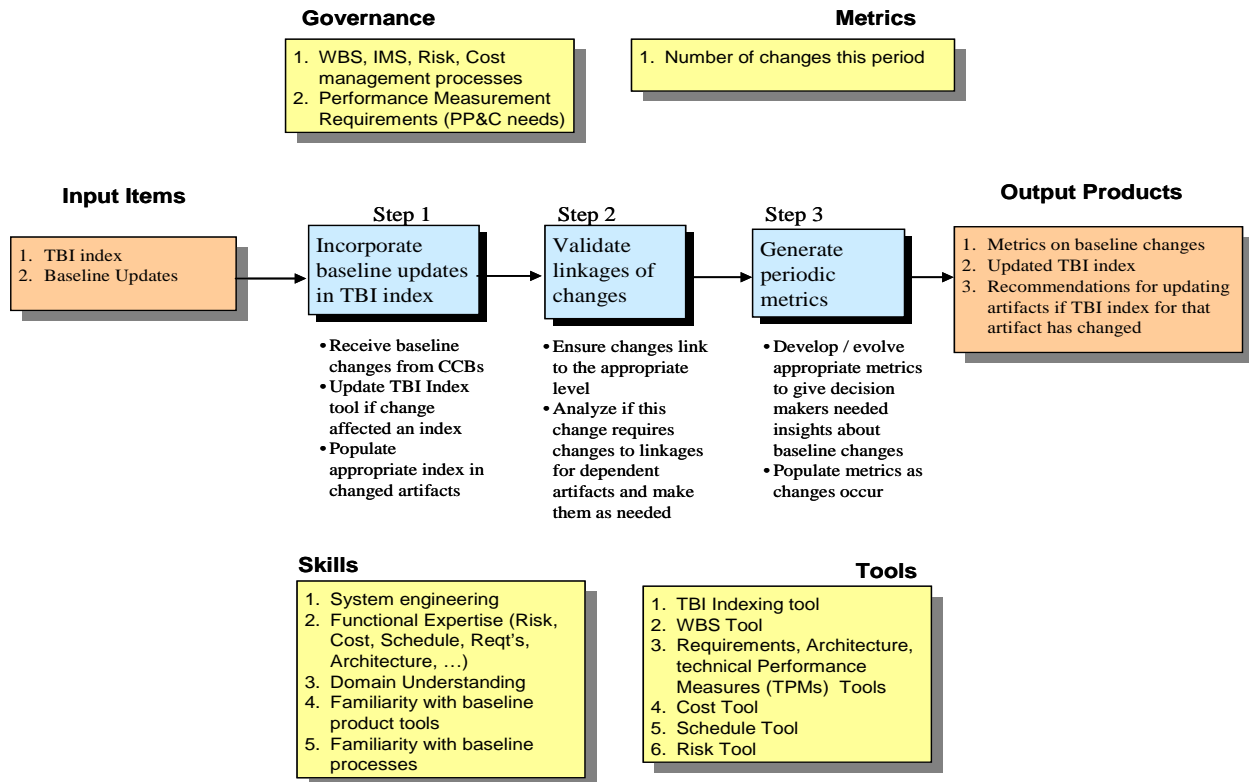 Governance
1. WBS, IMS, Risk, Cost
management processes
2. Performance Measurement
Requirements (PP&C needs)
Metrics
1. Number of changes this period
Input Items
1. TBI index
2. Baseline Updates
Step 1
Incorporate
baseline updates
in TBI index
• Receive baseline
changes from CCBs
• Update TBI Index
tool if change
affected an index
• Populate
appropriate index in
changed artifacts
Step 2
Validate
linkages of
changes
• Ensure changes link
to the appropriate
level
• Analyze if this
change requires
changes to linkages
for dependent
artifacts and make
them as needed
Step 3
Generate
periodic
metrics
• Develop / evolve
appropriate metrics
to give decision
makers needed
insights about
baseline changes
• Populate metrics as
changes occur
Output Products
1. Metrics on baseline changes
2. Updated TBI index
3. Recommendations for updating
artifacts if TBI index for that
artifact has changed
Skills
1. System engineering
2. Functional Expertise (Risk,
Cost, Schedule, Reqt's,
Architecture, …)
3. Domain Understanding
4. Familiarity with baseline
product tools
5. Familiarity with baseline
processes
Tools
1. TBI Indexing tool
2. WBS Tool
3. Requirements, Architecture,
technical Performance
Measures (TPMs) Tools
4. Cost Tool
5. Schedule Tool
6. Risk Tool